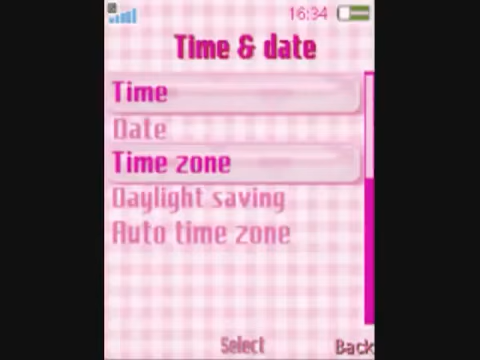 16:34
Time & date
Time
Date
Time zone
Daylight saving
Auto time zone
Select
Back